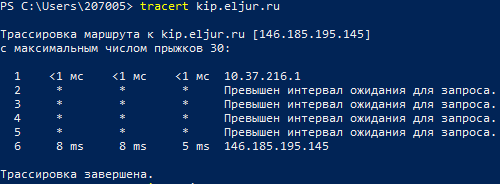 PS C:\Users\207005> tracert kip.eljur.ru
Трассировка маршрута к kip.eljur.ru [146.185.195.145]
с максимальным числом прыжков 30:
1 <1 мс <1 мс <1 мс 10.37.216.1
2 * * * Превышен интервал ожидания для запроса.
3 * * * Превышен интервал ожидания для запроса.
4 * * * Превышен интервал ожидания для запроса.
5 * * * Превышен интервал ожидания для запроса.
6 8 ms 8 ms 5 ms 146.185.195.145
Трассировка завершена.